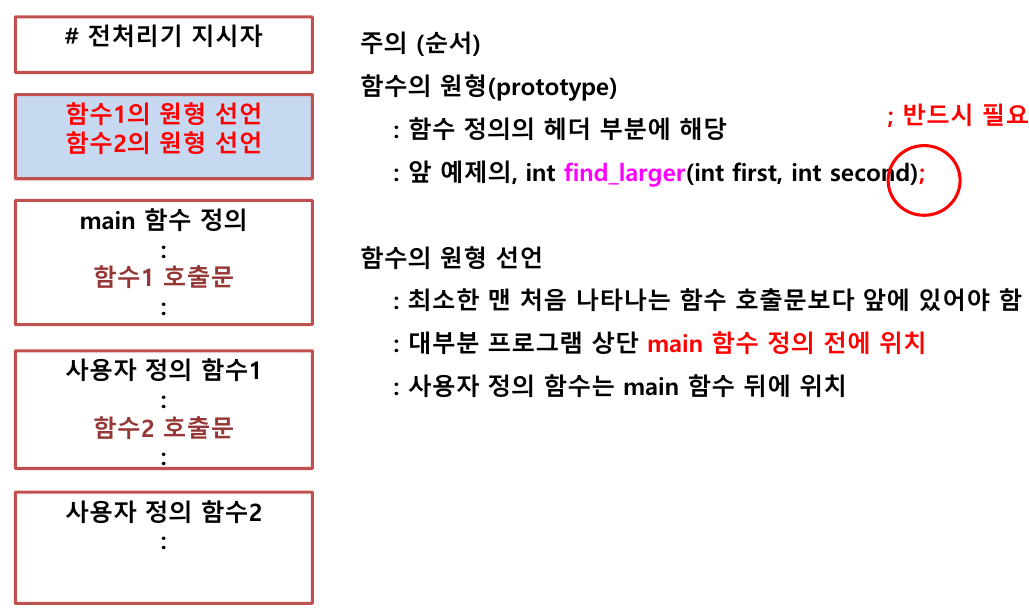 # 전처리기 지시자
함수1의 원형 선언
함수2의 원형 선언
main 함수 정의
:
함수1 호출문
:
사용자 정의 함수1
:
함수2 호출문
:
사용자 정의 함수2
:
주의 (순서)
함수의 원형(prototype)
: 함수 정의의 헤더 부분에 해당
; 반드시 필요
: 앞 예제의, int find_larger(int first, int second);
함수의 원형 선언
: 최소한 맨 처음 나타나는 함수 호출문보다 앞에 있어야 함
: 대부분 프로그램 상단 main 함수 정의 전에 위치
: 사용자 정의 함수는 main 함수 뒤에 위치